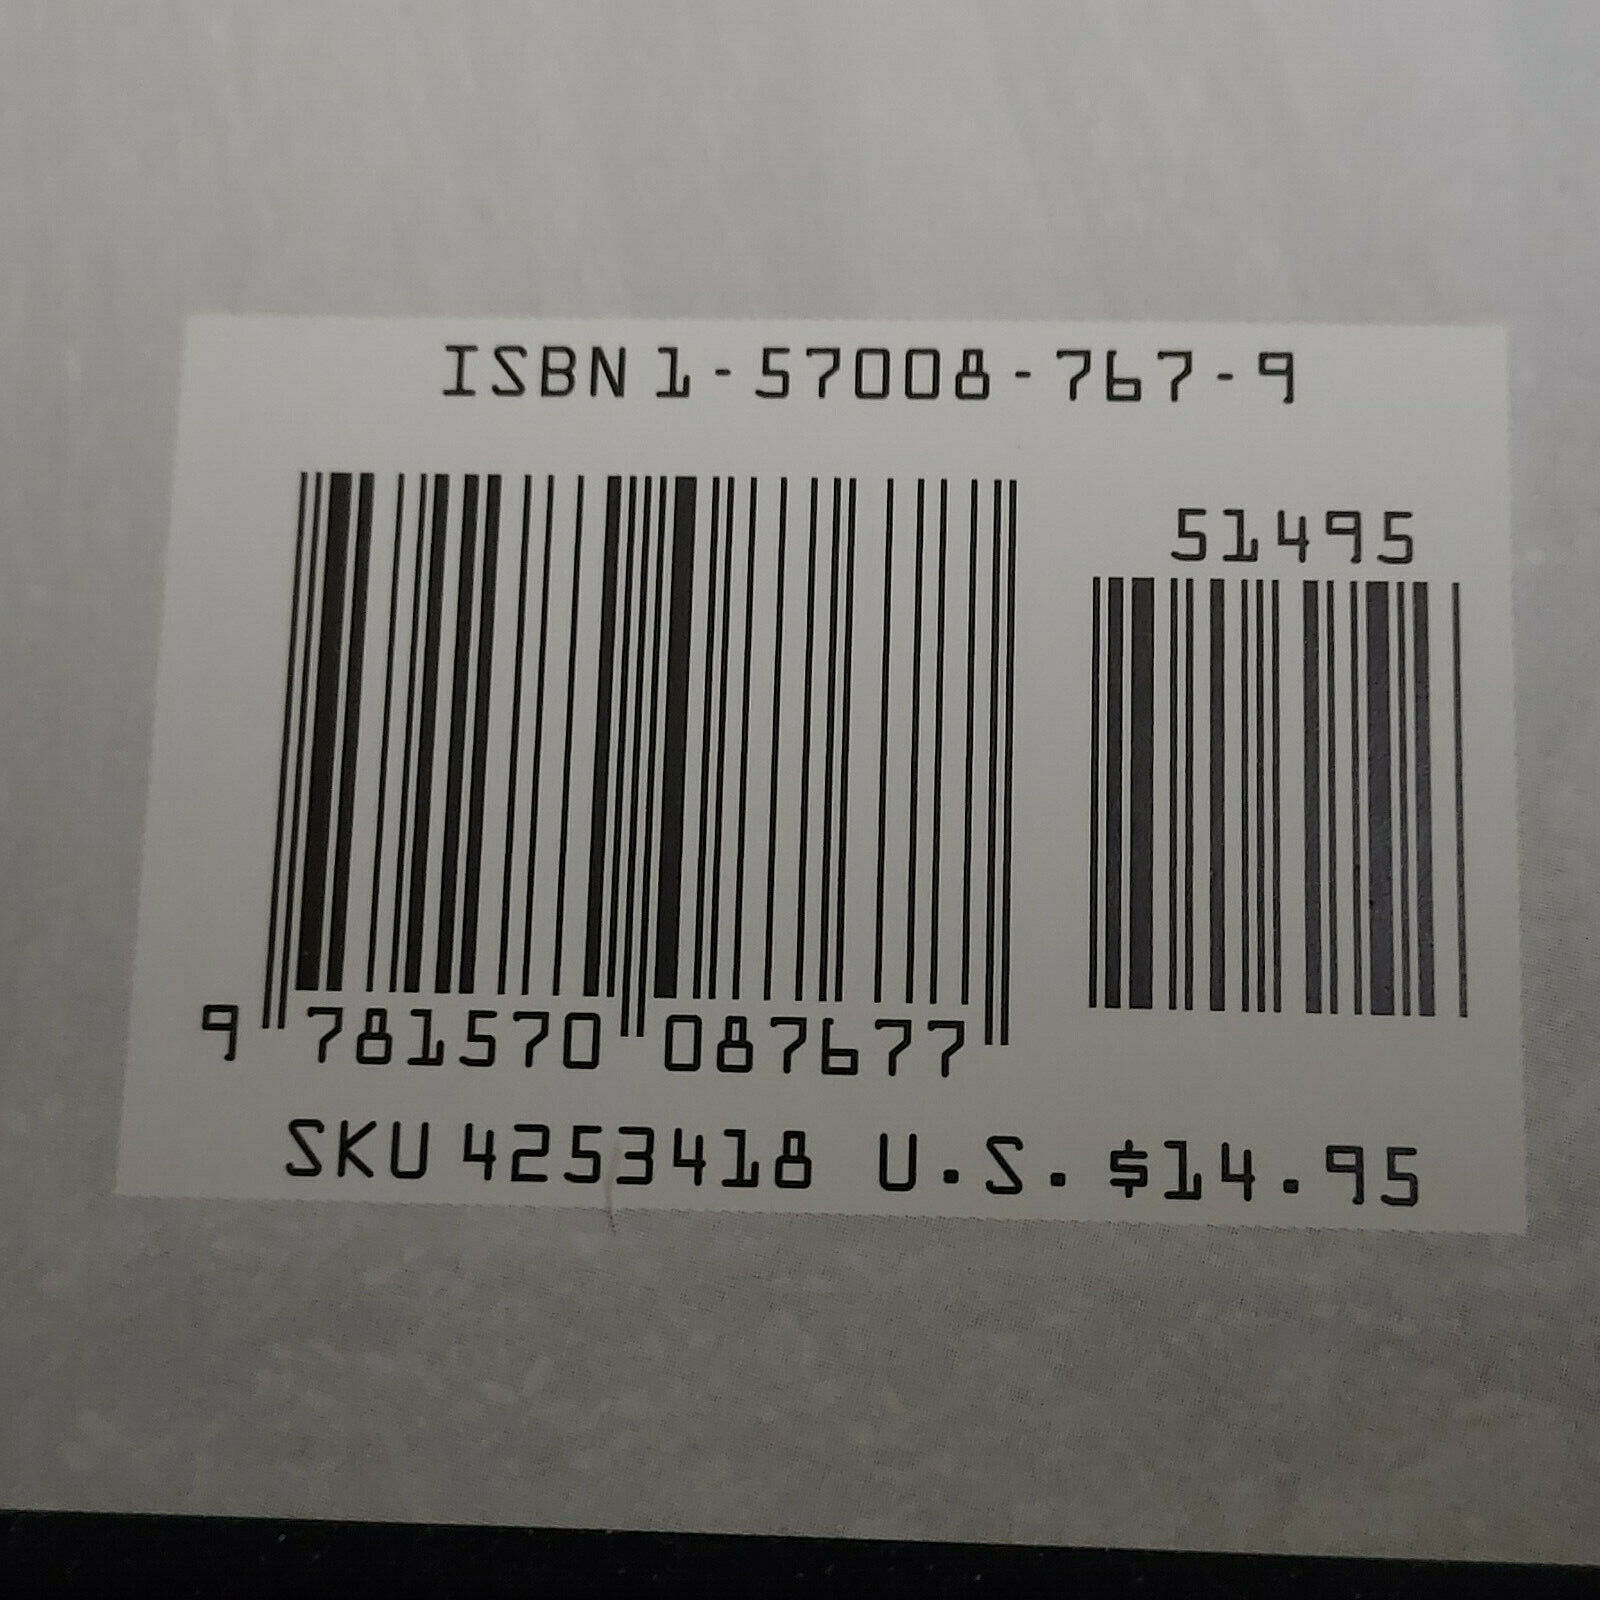 ISBN 1-57008-767-9
51495
9 781570 087677
SKU 4253418 U.S. $14.95